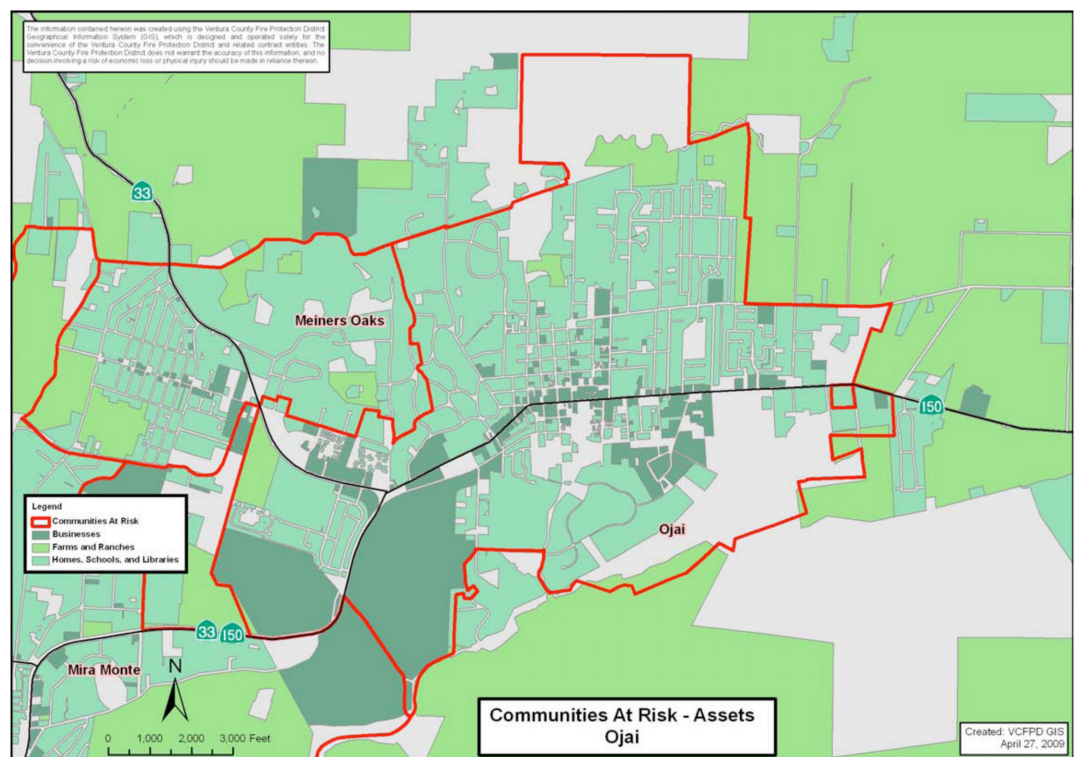 The information contained herein was created using the Ventura County Fire Protection District
Geographical Information System (GIS), which is designed and operated solely for the
convenience of the Ventura County Fire Protection District and related contract entities. The
Ventura County Fire Protection District does not warrant the accuracy of this information, and no
decision involving a risk of economic loss or physical injury should be made in reliance thereon.
33
Meiners Oaks
150
Legend
Communities At Risk
Businesses
Farms and Ranches
Homes, Schools, and Libraries
Ojai
33
150
Mira Monte
N
0 1,000 2,000 3,000 Feet
Communities At Risk - Assets
Ojai
Created: VCFPD GIS
April 27, 2009